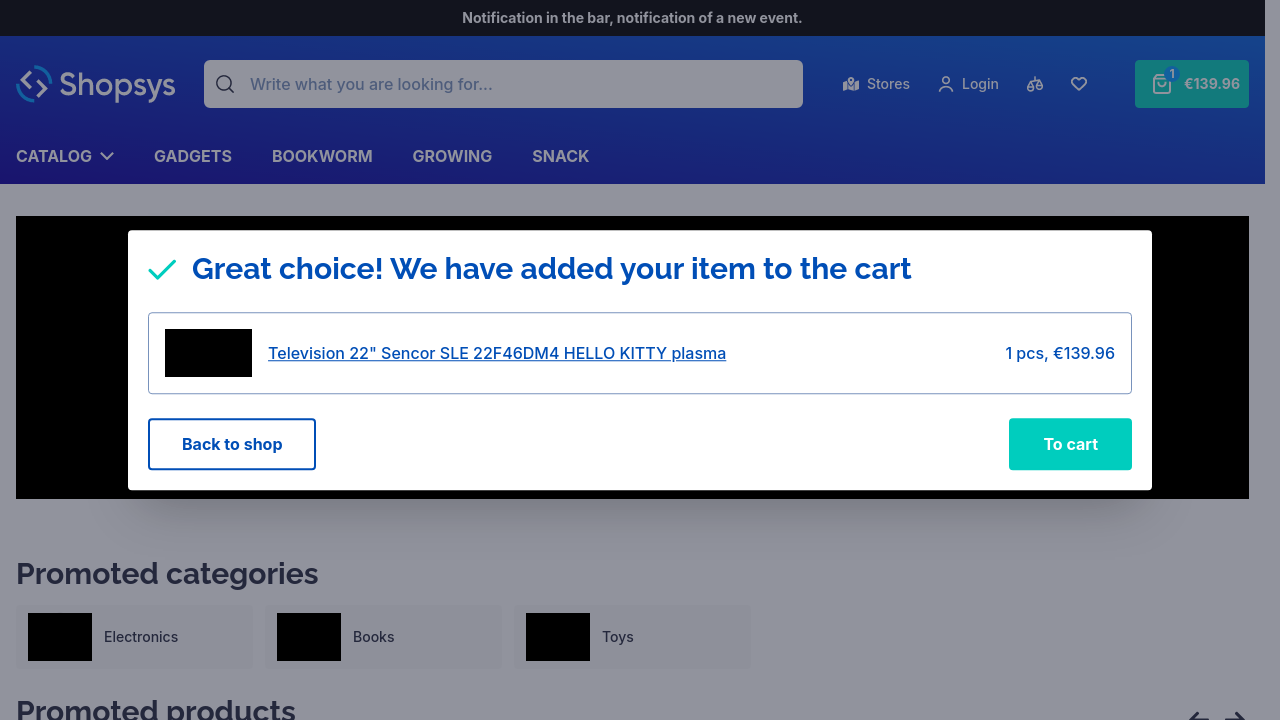 Notification in the bar, notification of a new event.
Shopsys
Write what you are looking for...
Stores
Login
1
€139.96
CATALOG
GADGETS
BOOKWORM
GROWING
SNACK
Great choice! We have added your item to the cart
Television 22" Sencor SLE 22F46DM4 HELLO KITTY plasma
1 pcs, €139.96
Back to shop
To cart
Promoted categories
Electronics
Books
Toys
Promoted products